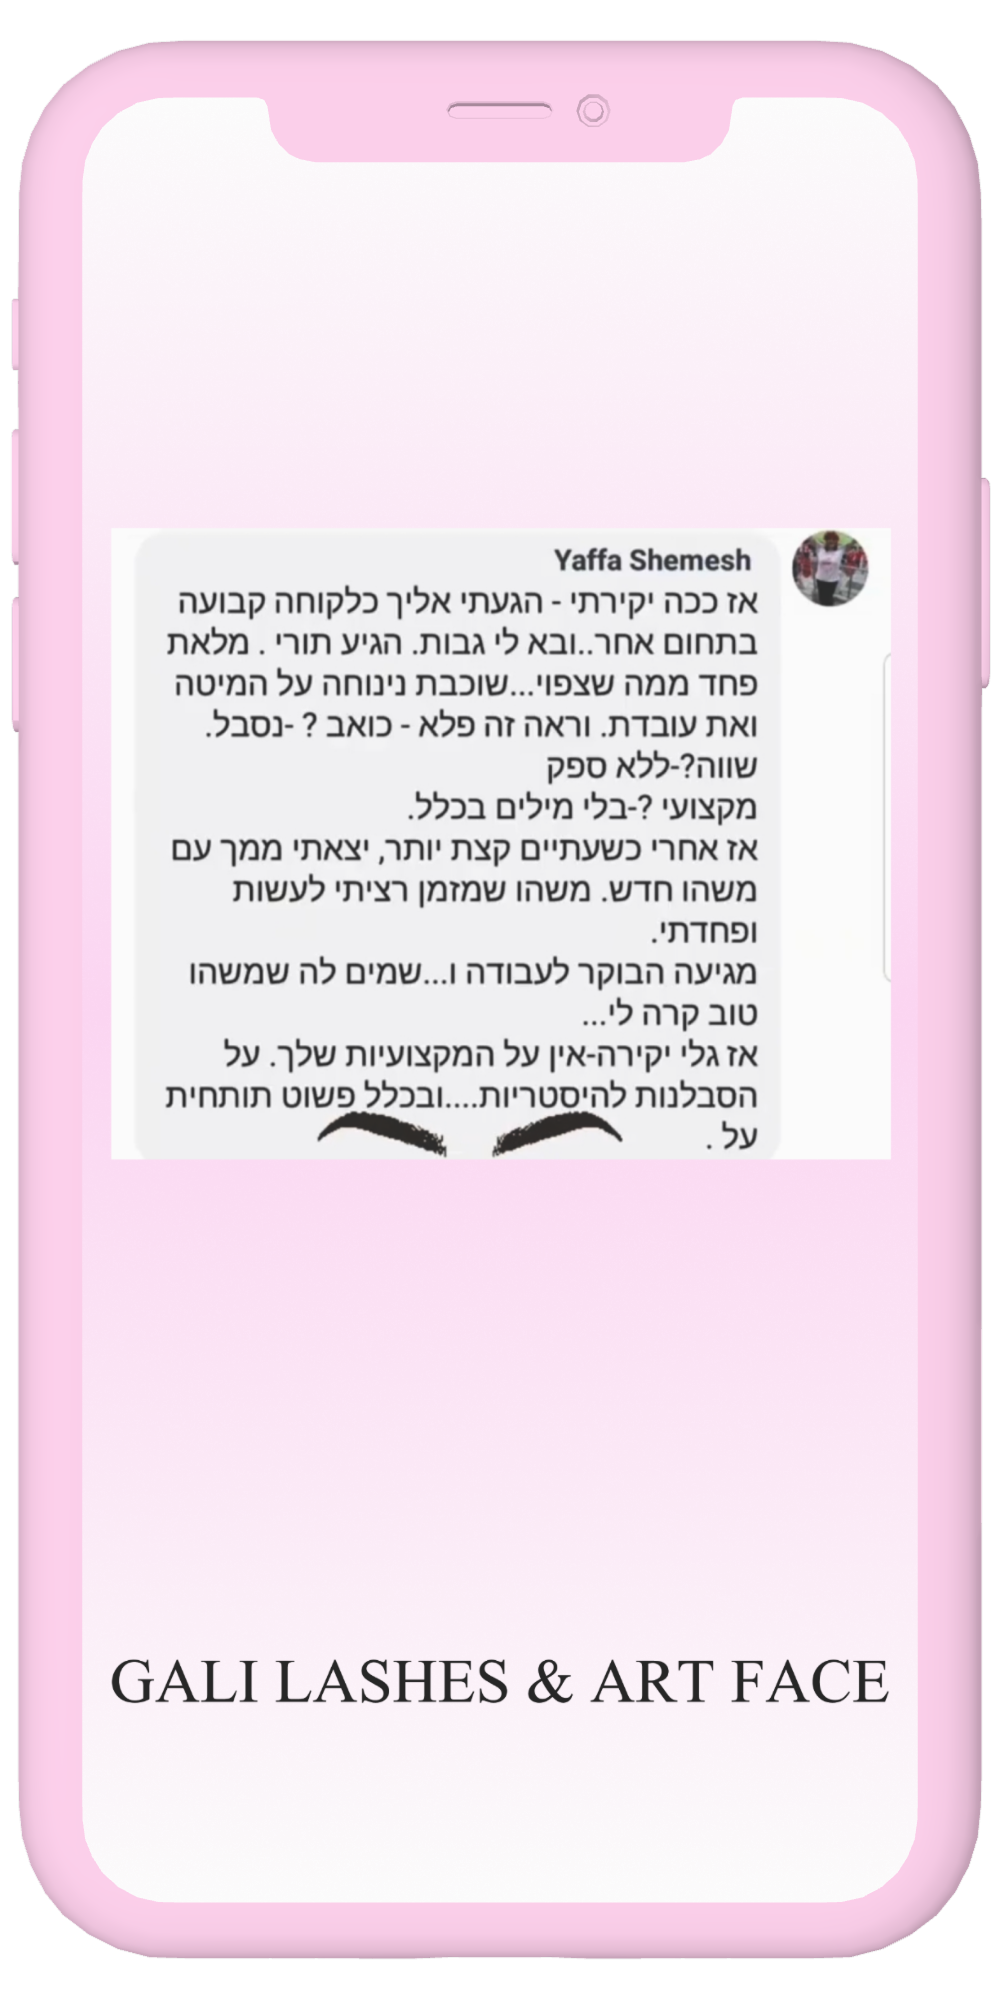 Yaffa Shemesh
אז ככה יקירתי - הגעתי אליך כלקוחה קבועה
בתחום אחר..ובא לי גבות. הגיע תורי . מלאת
פחד ממה שצפוי...שוכבת נינוחה על המיטה
ואת עובדת. וראה זה פלא - כואב ? -נסבל.
שווה?-ללא ספק
מקצועי ?-בלי מילים בכלל.
אז אחרי כשעתיים קצת יותר, יצאתי ממך עם
משהו חדש. משהו שמזמן רציתי לעשות
ופחדתי.
מגיעה הבוקר לעבודה ו...שמים לה שמשהו
טוב קרה לי...
אז גלי יקירה-אין על המקצועיות שלך. על
הסבלנות להיסטריות....ובכלל פשוט תותחית
על .
GALI LASHES & ART FACE